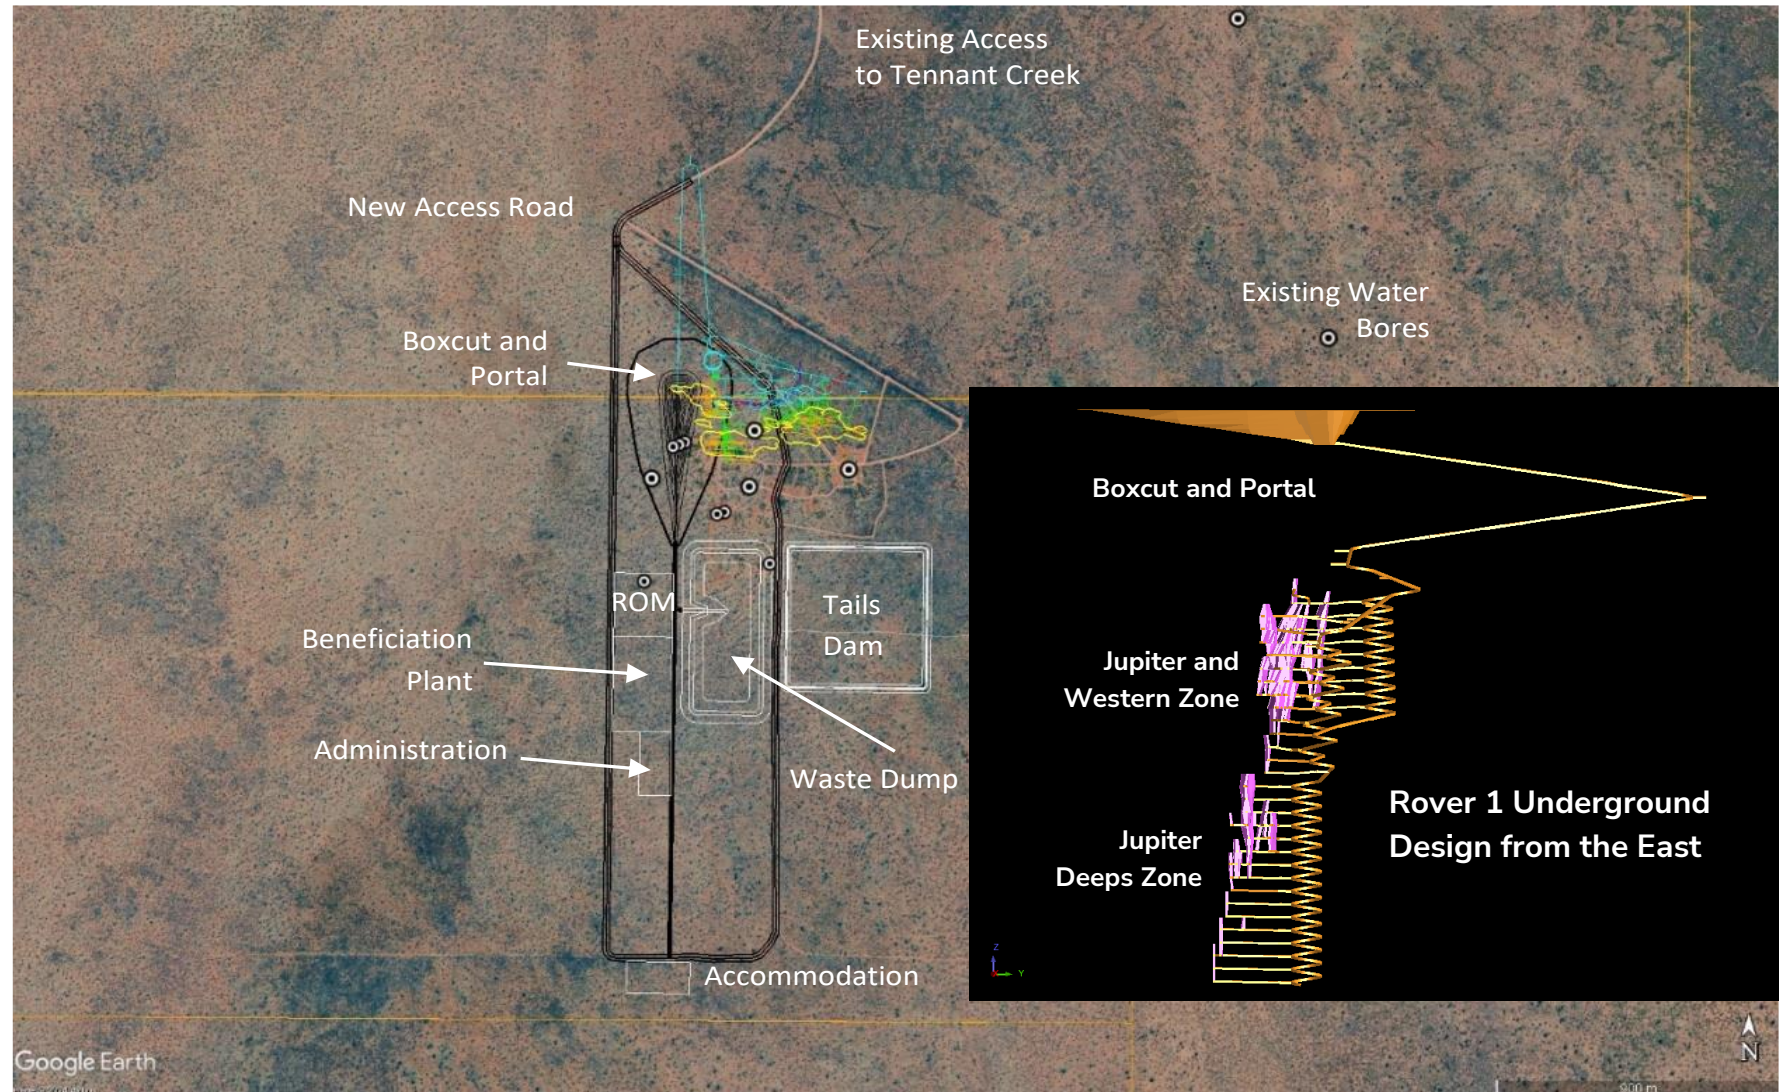 Existing Access
to Tennant Creek
New Access Road
Existing Water
Bores
Boxcut and
Portal
Boxcut and Portal
ROM
Tails
Dam
Beneficiation
Plant
Jupiter and
Western Zone
Administration
Waste Dump
Rover 1 Underground
Design from the East
Jupiter
Deeps Zone
Z
Y
Accommodation
Google Earth
N
900 m